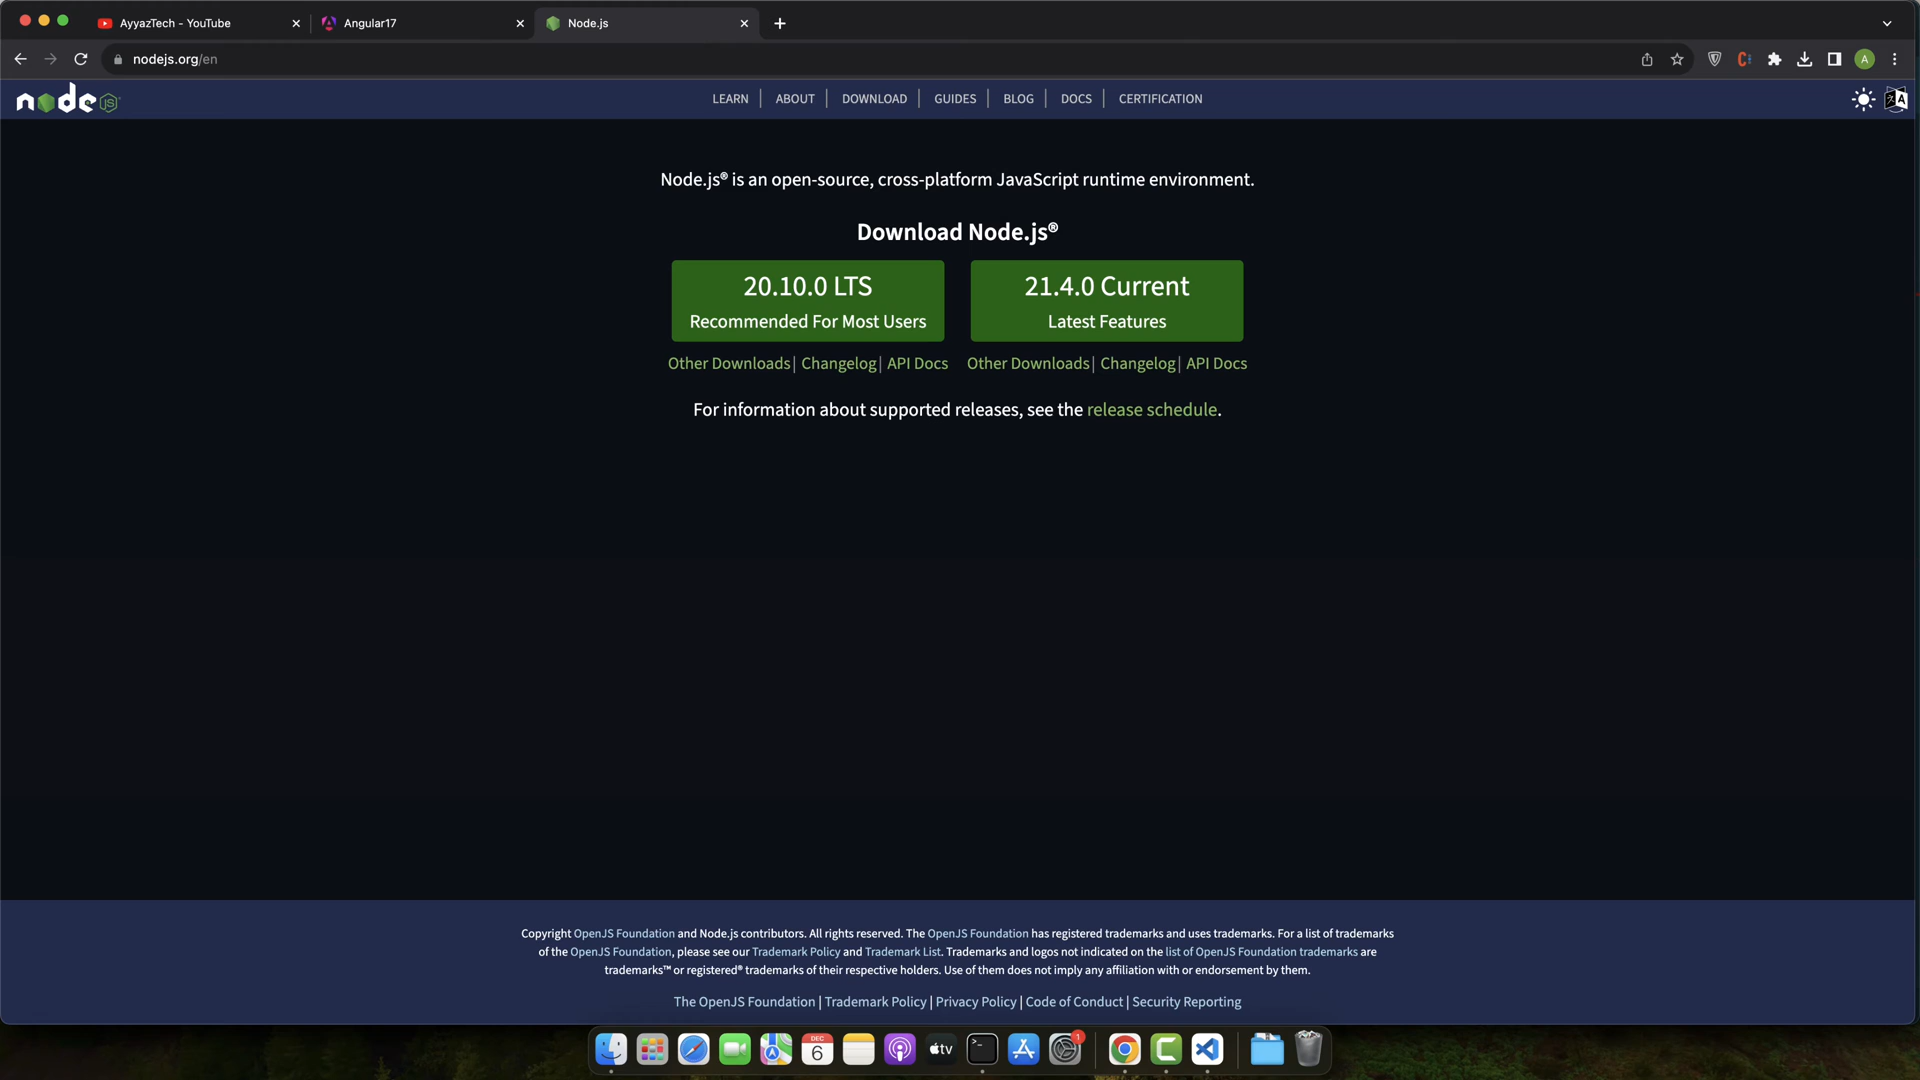 AyyazTech - YouTube
Angular17
Node.js
nodejs.org/en
A
node JS
LEARN | ABOUT | DOWNLOAD | GUIDES | BLOG | DOCS | CERTIFICATION
Node.js® is an open-source, cross-platform JavaScript runtime environment.
Download Node.js®
20.10.0 LTS
Recommended For Most Users
21.4.0 Current
Latest Features
Other Downloads| Changelog| API Docs
Other Downloads| Changelog| API Docs
For information about supported releases, see the release schedule.
Copyright OpenJS Foundation and Node.js contributors. All rights reserved. The OpenJS Foundation has registered trademarks and uses trademarks. For a list of trademarks
of the OpenJS Foundation, please see our Trademark Policy and Trademark List. Trademarks and logos not indicated on the list of OpenJS Foundation trademarks are
trademarks™ or registered® trademarks of their respective holders. Use of them does not imply any affiliation with or endorsement by them.
The OpenJS Foundation | Trademark Policy | Privacy Policy | Code of Conduct | Security Reporting
DEC
6
tv
>_
1
C